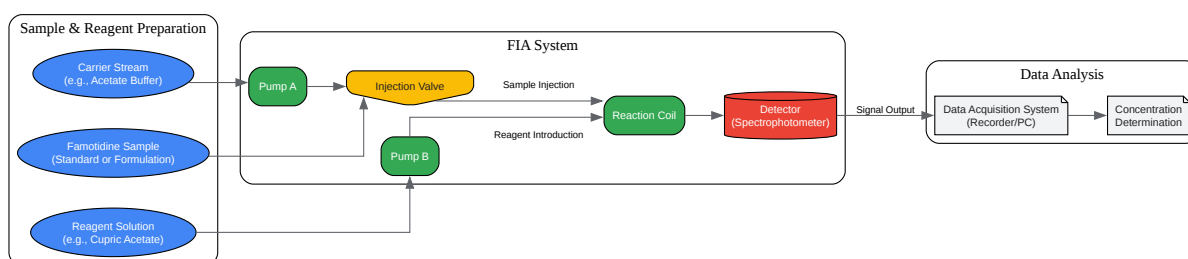 Sample & Reagent Preparation
Carrier Stream
(e.g., Acetate Buffer)
Famotidine Sample
(Standard or Formulation)
Reagent Solution
(e.g., Cupric Acetate)
FIA System
Pump A
Injection Valve
Sample Injection
Reagent Introduction
Pump B
Reaction Coil
Detector
(Spectrophotometer)
Signal Output
Data Analysis
Data Acquisition System
(Recorder/PC)
Concentration
Determination